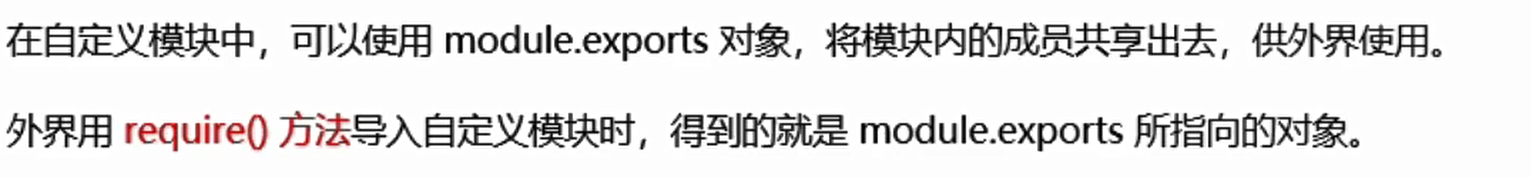 在自定义模块中，可以使用 module.exports 对象，将模块内的成员共享出去，供外界使用。
外界用 require() 方法导入自定义模块时，得到的就是 module.exports 所指向的对象。